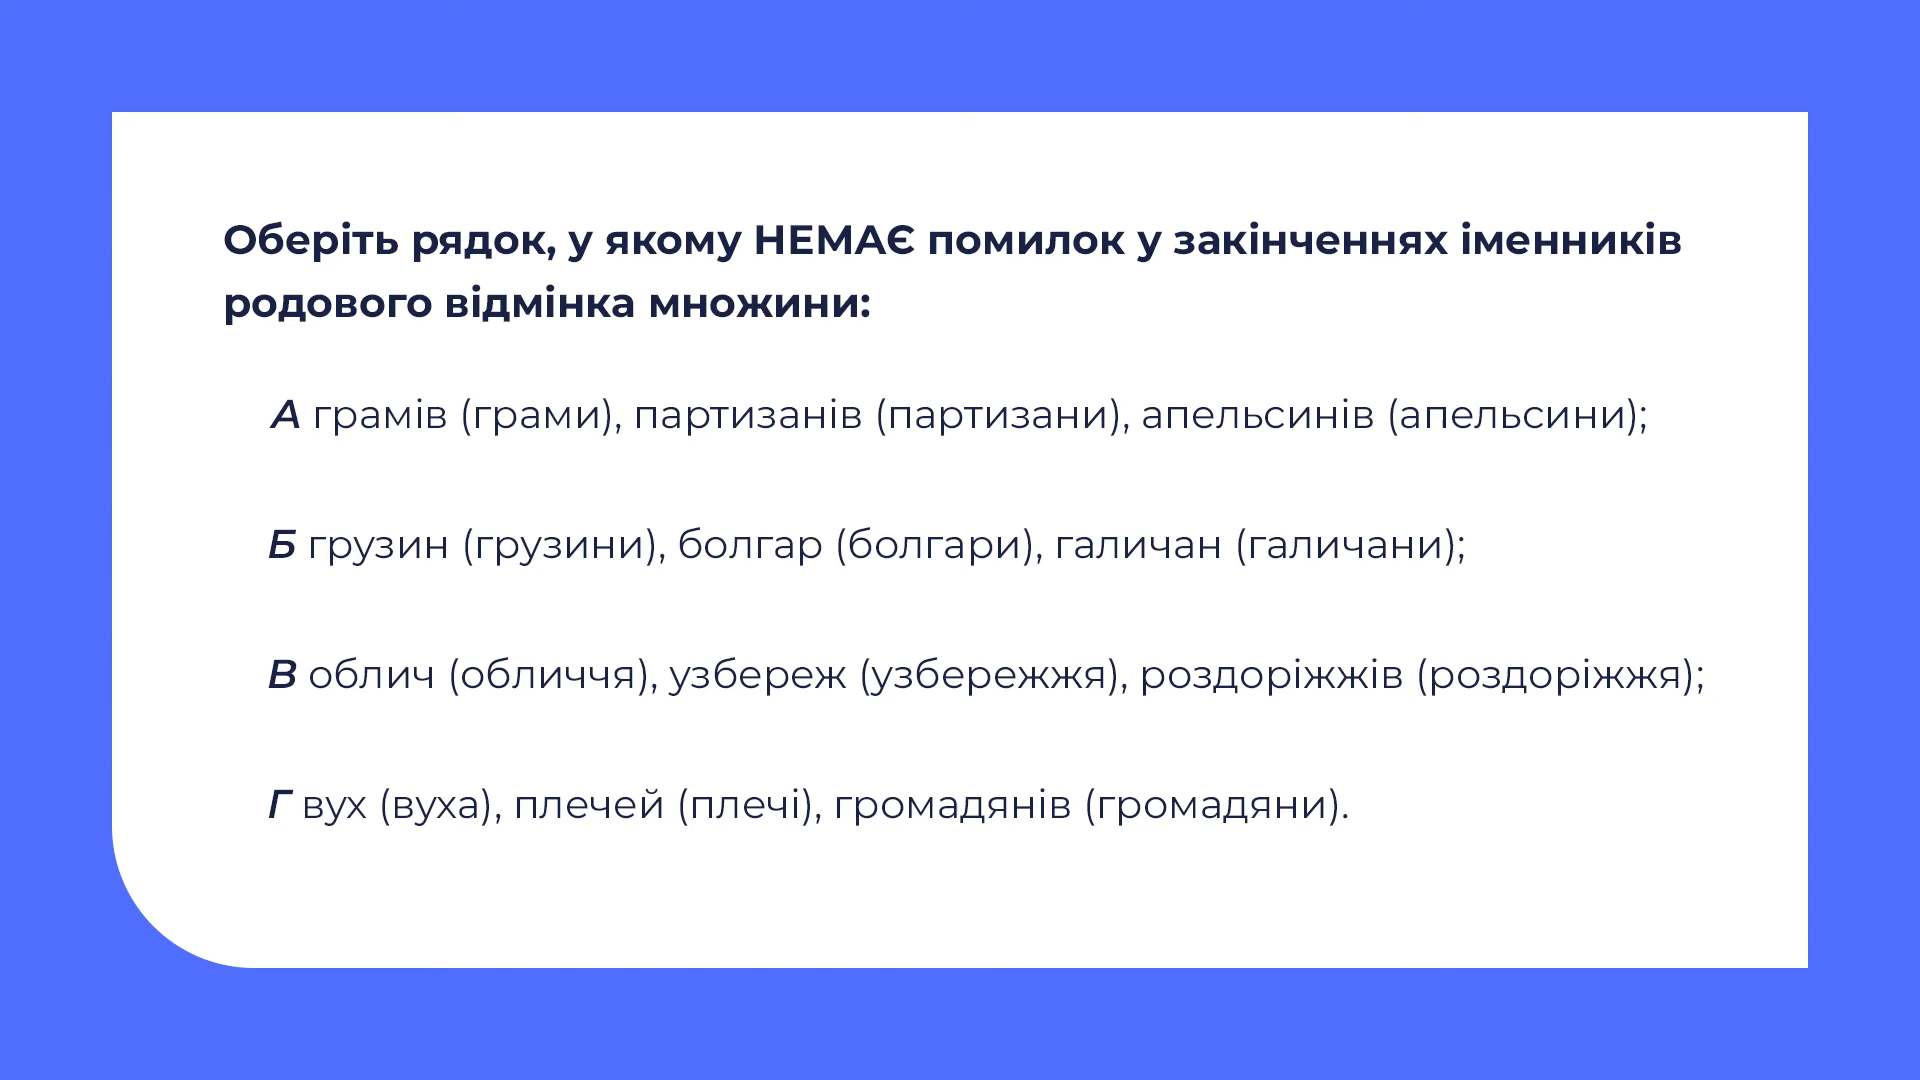 Оберіть рядок, у якому НЕМАЄ помилок у закінченнях іменників
родового відмінка множини:
А грамів (грами), партизанів (партизани), апельсинів (апельсини);
Б грузин (грузини), болгар (болгари), галичан (галичани);
В облич (обличчя), узбереж (узбережжя), роздоріжжів (роздоріжжя);
Г вух (вуха), плечей (плечі), громадянів (громадяни).